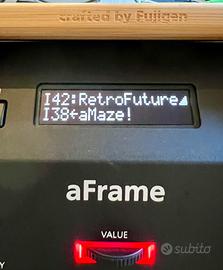 crafted by Fujigen
I42:RetroFuture
I38←aMaze!
aFrame
VALUE
subito
Y